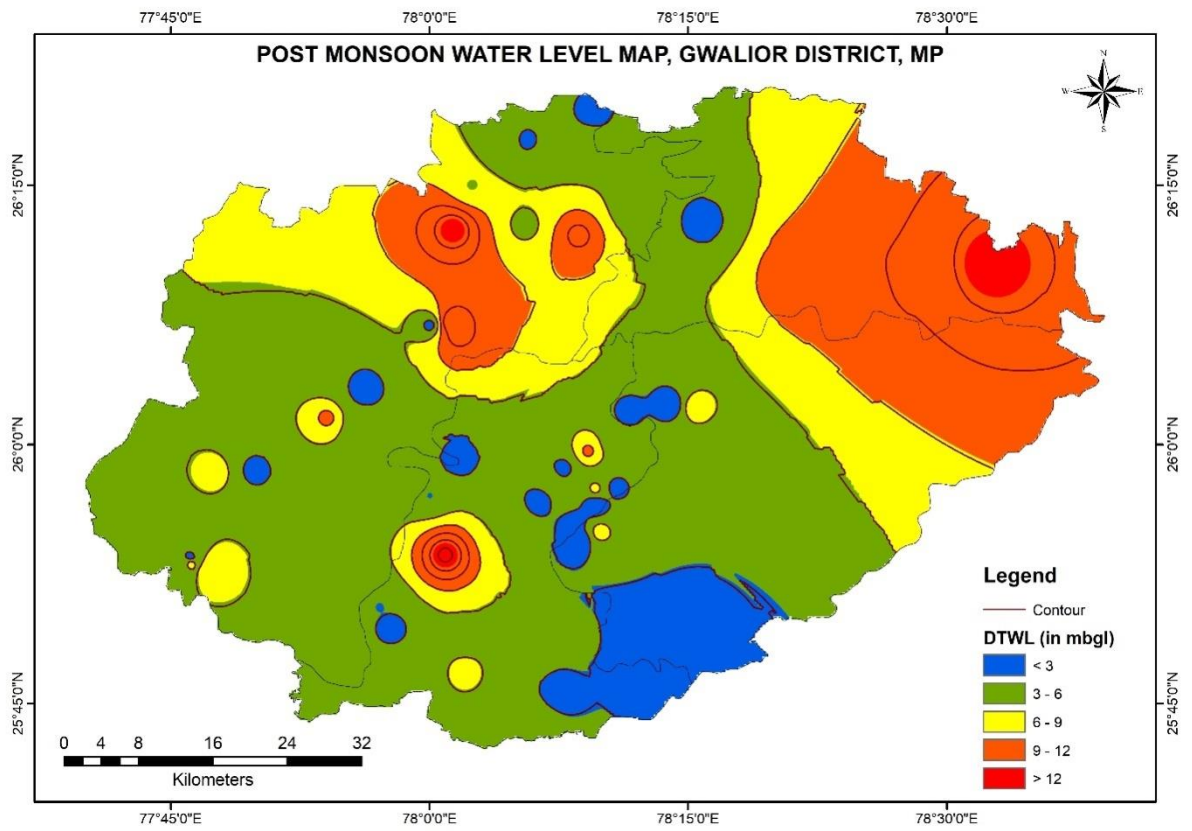 77°45'0"E 78°0'0"E 78°15'0"E 78°30'0"E
POST MONSOON WATER LEVEL MAP, GWALIOR DISTRICT, MP
N
W E
S
26°15'0"N 26°15'0"N
26°0'0"N 26°0'0"N
25°45'0"N 25°45'0"N
Legend
Contour
DTWL (in mbgl)
< 3
3 - 6
6 - 9
9 - 12
> 12
0 4 8 16 24 32
Kilometers
77°45'0"E 78°0'0"E 78°15'0"E 78°30'0"E